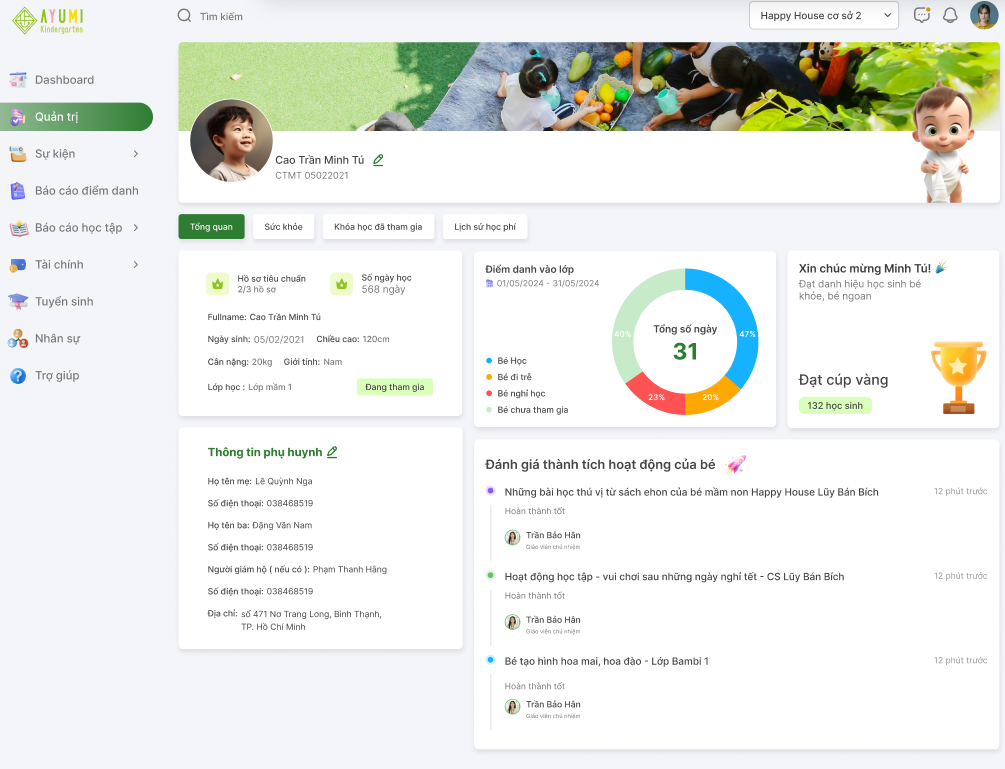 AYUMI
Kindergarten
Tìm kiếm
Happy House cơ sở 2
Dashboard
Quản trị
Sự kiện
Báo cáo điểm danh
Báo cáo học tập
Tài chính
Tuyển sinh
Nhân sự
Trợ giúp
Cao Trần Minh Tú
CTMT 05022021
Tổng quan
Sức khỏe
Khóa học đã tham gia
Lịch sử học phí
Hồ sơ tiêu chuẩn
2/3 hồ sơ
Số ngày học
568 ngày
Fullname: Cao Trần Minh Tú
Ngày sinh: 05/02/2021 Chiều cao: 120cm
Cân nặng: 20kg Giới tính: Nam
Lớp học : Lớp mầm 1
Đang tham gia
Điểm danh vào lớp
01/05/2024 - 31/05/2024
Bé Học
Bé đi trễ
Bé nghỉ học
Bé chưa tham gia
40%
47%
23%
20%
Tổng số ngày
31
Xin chúc mừng Minh Tú!
Đạt danh hiệu học sinh bé
khỏe, bé ngoan
Đạt cúp vàng
132 học sinh
Thông tin phụ huynh
Họ tên mẹ: Lê Quỳnh Nga
Số điện thoại: 038468519
Họ tên ba: Đặng Văn Nam
Số điện thoại: 038468519
Người giám hộ ( nếu có ): Phạm Thanh Hằng
Số điện thoại: 038468519
Địa chỉ: số 471 Nơ Trang Long, Bình Thạnh,
TP. Hồ Chí Minh
Đánh giá thành tích hoạt động của bé
Những bài học thú vị từ sách ehon của bé mầm non Happy House Lũy Bán Bích
12 phút trước
Hoàn thành tốt
Trần Bảo Hân
Giáo viên chủ nhiệm
Hoạt động học tập - vui chơi sau những ngày nghỉ tết - CS Lũy Bán Bích
12 phút trước
Hoàn thành tốt
Trần Bảo Hân
Giáo viên chủ nhiệm
Bé tạo hình hoa mai, hoa đào - Lớp Bambi 1
12 phút trước
Hoàn thành tốt
Trần Bảo Hân
Giáo viên chủ nhiệm